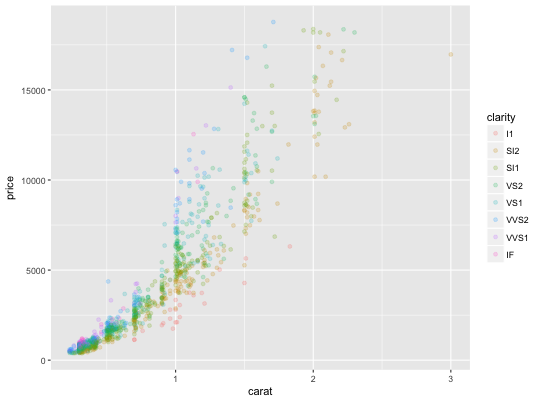 15000
10000
5000
0
price
1
2
3
carat
clarity
I1
SI2
SI1
VS2
VS1
VVS2
VVS1
IF